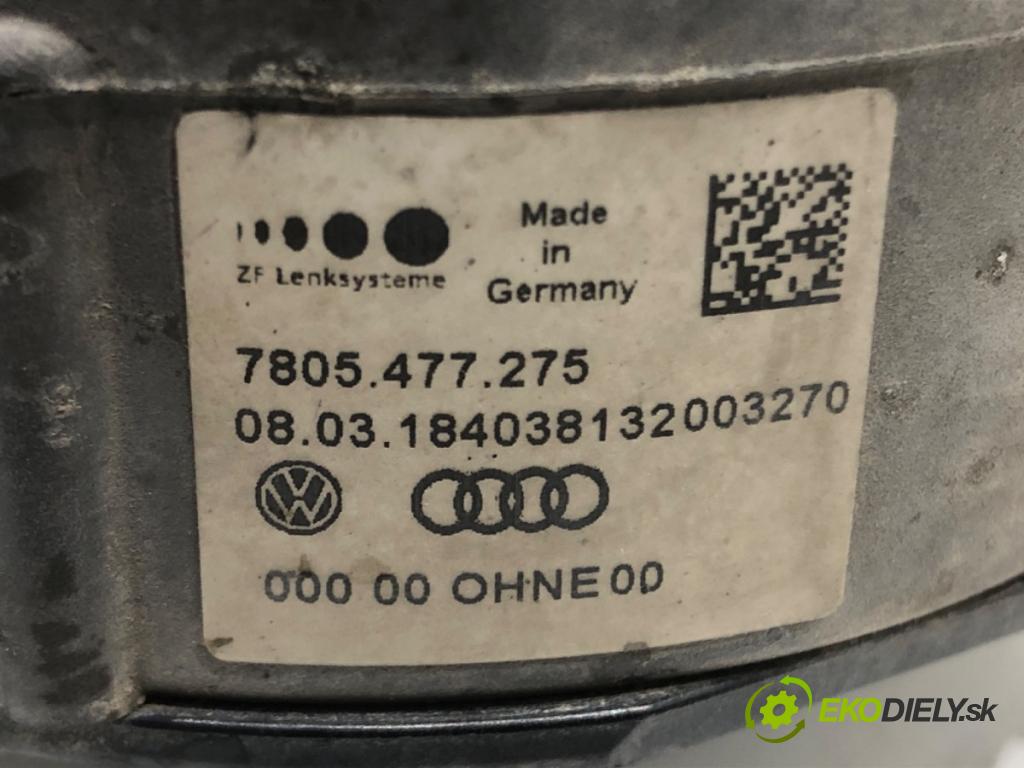 ZF Lenksysteme
Made
in
Germany
7805.477.275
08.03.184038132003270
000 00 OHNE00
EKODIELY.sk